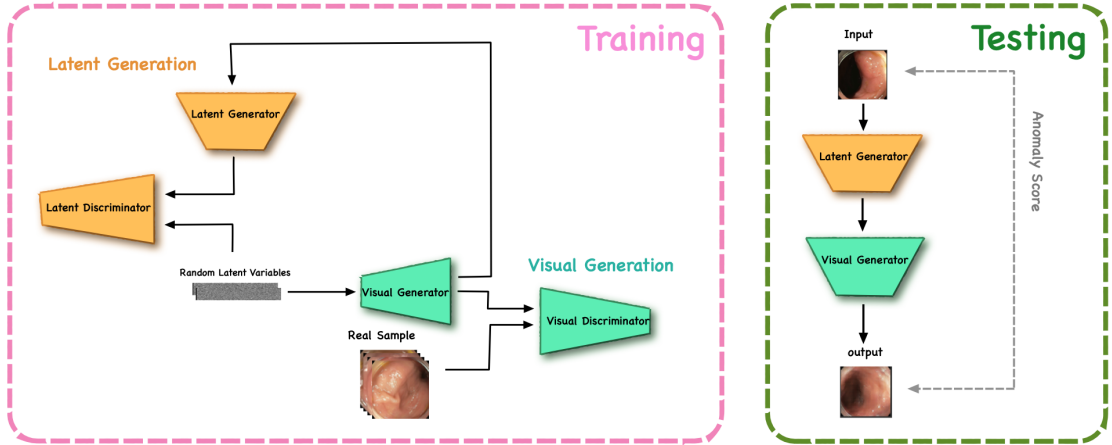 Training
Latent Generation
Latent Generator
Latent Discriminator
Random Latent Variables
Visual Generator
Visual Generation
Visual Discriminator
Real Sample
Testing
Input
Latent Generator
Visual Generator
output
Anomaly Score